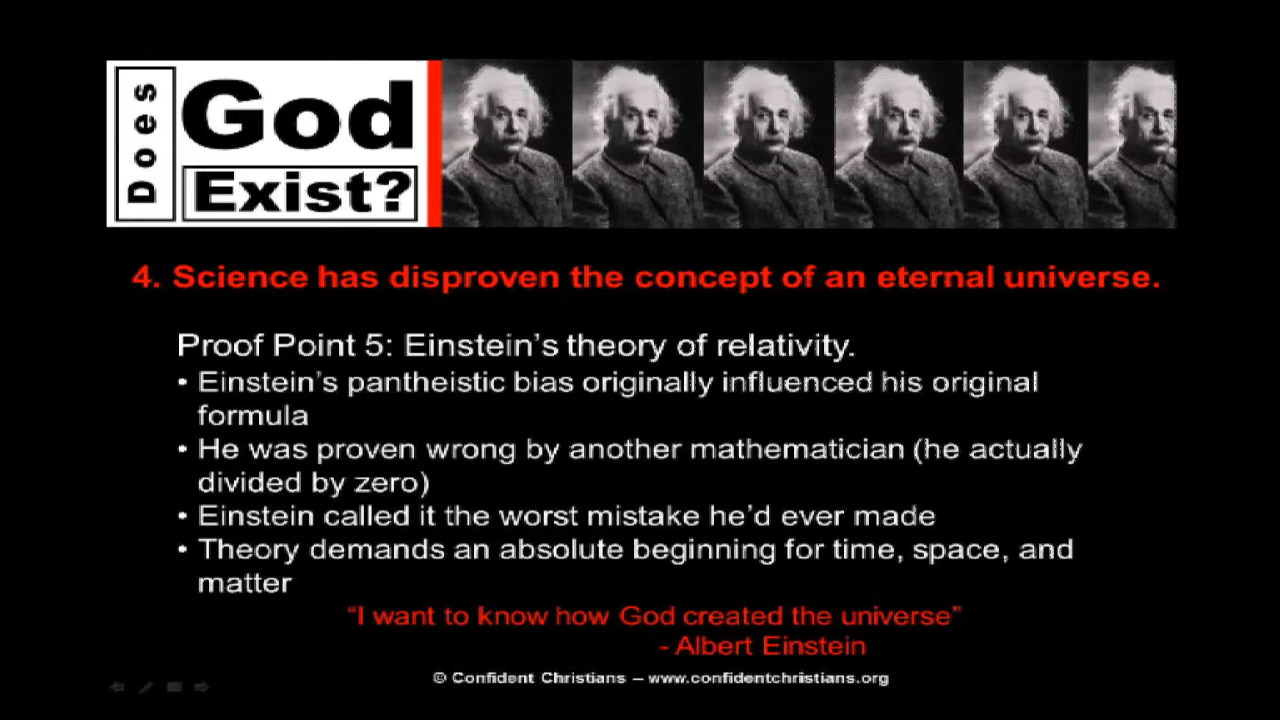 Does
God
Exist?
4. Science has disproven the concept of an eternal universe.
Proof Point 5: Einstein’s theory of relativity.
• Einstein’s pantheistic bias originally influenced his original
formula
• He was proven wrong by another mathematician (he actually
divided by zero)
• Einstein called it the worst mistake he’d ever made
• Theory demands an absolute beginning for time, space, and
matter
“I want to know how God created the universe”
- Albert Einstein
© Confident Christians – www.confidentchristians.org